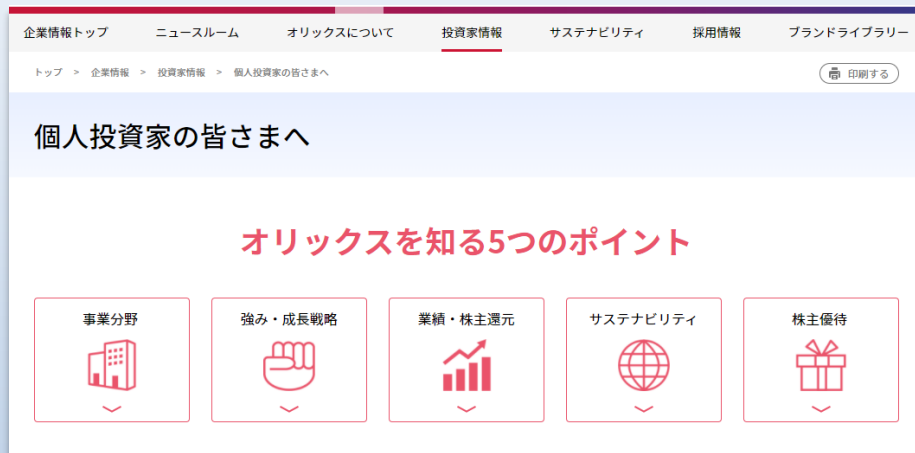 企業情報トップ ニュースルーム オリックスについて 投資家情報 サステナビリティ 採用情報 ブランドライブラリー
トップ > 企業情報 > 投資家情報 > 個人投資家の皆さまへ 印刷する
個人投資家の皆さまへ
オリックスを知る5つのポイント
事業分野 強み・成長戦略 業績・株主還元 サステナビリティ 株主優待